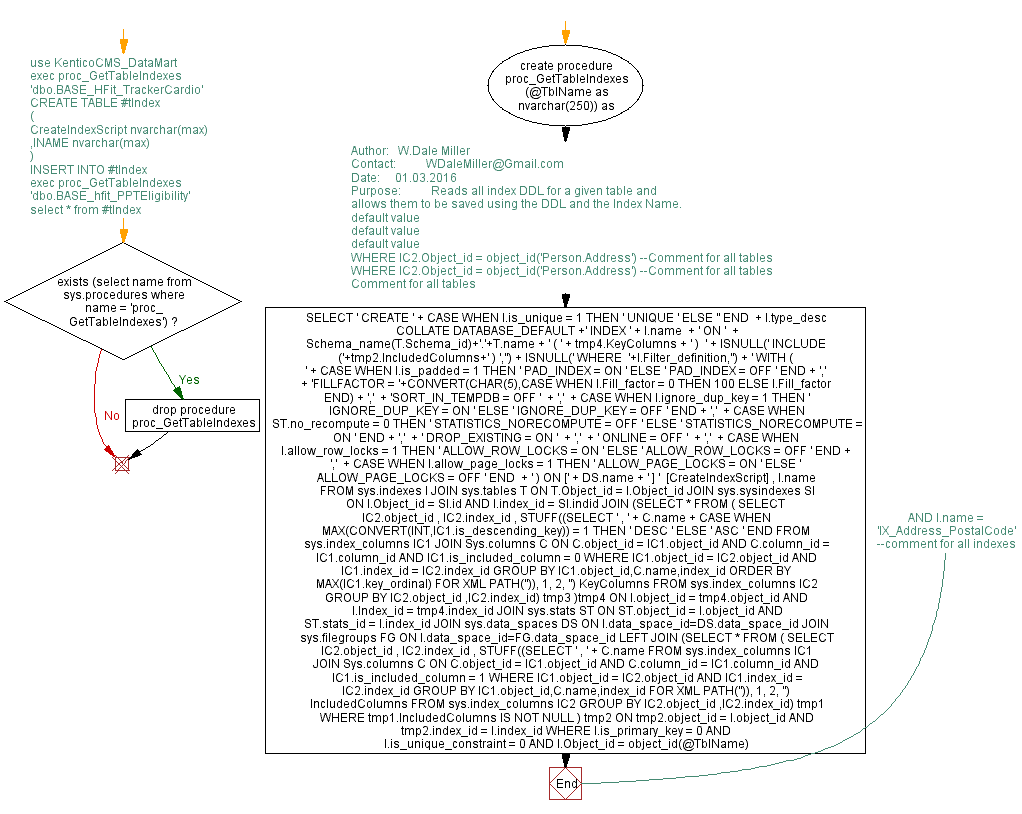 use KenticoCMS_DataMart
exec proc_GetTableIndexes
'dbo.BASE_HFit_TrackerCardio'
CREATE TABLE #tIndex
(
CreateIndexScript nvarchar(max)
,INAME nvarchar(max)
)
INSERT INTO #tIndex
exec proc_GetTableIndexes
'dbo.BASE_hfit_PPTEligibility'
select * from #tIndex
exists (select name from
sys.procedures where
name = 'proc_
GetTableIndexes') ?
Yes
No
drop procedure
proc_GetTableIndexes
create procedure
proc_GetTableIndexes
(@TblName as
nvarchar(250)) as
Author: W.Dale Miller
Contact: WDaleMiller@Gmail.com
Date: 01.03.2016
Purpose: Reads all index DDL for a given table and
allows them to be saved using the DDL and the Index Name.
default value
default value
default value
WHERE IC2.Object_id = object_id('Person.Address') --Comment for all tables
WHERE IC2.Object_id = object_id('Person.Address') --Comment for all tables
Comment for all tables
SELECT ' CREATE ' + CASE WHEN I.is_unique = 1 THEN ' UNIQUE ' ELSE '' END + I.type_desc
COLLATE DATABASE_DEFAULT +' INDEX ' + I.name + ' ON ' +
Schema_name(T.Schema_id)+'.'+T.name + ' ( ' + tmp4.KeyColumns + ' ) ' + ISNULL(' INCLUDE
('+tmp2.IncludedColumns+' ) ','') + ISNULL(' WHERE '+I.Filter_definition,'') + ' WITH (
' + CASE WHEN I.is_padded = 1 THEN ' PAD_INDEX = ON ' ELSE ' PAD_INDEX = OFF ' END + ','
+ 'FILLFACTOR = '+CONVERT(CHAR(5),CASE WHEN I.Fill_factor = 0 THEN 100 ELSE I.Fill_factor
END) + ',' + 'SORT_IN_TEMPDB = OFF ' + ',' + CASE WHEN I.ignore_dup_key = 1 THEN '
IGNORE_DUP_KEY = ON ' ELSE ' IGNORE_DUP_KEY = OFF ' END + ',' + CASE WHEN
ST.no_recompute = 0 THEN ' STATISTICS_NORECOMPUTE = OFF ' ELSE ' STATISTICS_NORECOMPUTE =
ON ' END + ',' + ' DROP_EXISTING = ON ' + ',' + ' ONLINE = OFF ' + ',' + CASE WHEN
I.allow_row_locks = 1 THEN ' ALLOW_ROW_LOCKS = ON ' ELSE ' ALLOW_ROW_LOCKS = OFF ' END +
',' + CASE WHEN I.allow_page_locks = 1 THEN ' ALLOW_PAGE_LOCKS = ON ' ELSE '
ALLOW_PAGE_LOCKS = OFF ' END + ' ) ON [' + DS.name + ' ] ' [CreateIndexScript] , I.name
FROM sys.indexes I JOIN sys.tables T ON T.Object_id = I.Object_id JOIN sys.sysindexes SI
ON I.Object_id = SI.id AND I.index_id = SI.indid JOIN (SELECT * FROM ( SELECT
IC2.object_id , IC2.index_id , STUFF((SELECT ' , ' + C.name + CASE WHEN
MAX(CONVERT(INT,IC1.is_descending_key)) = 1 THEN ' DESC ' ELSE ' ASC ' END FROM
sys.index_columns IC1 JOIN Sys.columns C ON C.object_id = IC1.object_id AND C.column_id =
IC1.column_id AND IC1.is_included_column = 0 WHERE IC1.object_id = IC2.object_id AND
IC1.index_id = IC2.index_id GROUP BY IC1.object_id,C.name,index_id ORDER BY
MAX(IC1.key_ordinal) FOR XML PATH('')), 1, 2, '') KeyColumns FROM sys.index_columns IC2
GROUP BY IC2.object_id ,IC2.index_id) tmp3 )tmp4 ON I.object_id = tmp4.object_id AND
I.Index_id = tmp4.index_id JOIN sys.stats ST ON ST.object_id = I.object_id AND
ST.stats_id = I.index_id JOIN sys.data_spaces DS ON I.data_space_id=DS.data_space_id JOIN
sys.filegroups FG ON I.data_space_id=FG.data_space_id LEFT JOIN (SELECT * FROM ( SELECT
IC2.object_id , IC2.index_id , STUFF((SELECT ' , ' + C.name FROM sys.index_columns IC1
JOIN Sys.columns C ON C.object_id = IC1.object_id AND C.column_id = IC1.column_id AND
IC1.is_included_column = 1 WHERE IC1.object_id = IC2.object_id AND IC1.index_id =
IC2.index_id GROUP BY IC1.object_id,C.name,index_id FOR XML PATH('')), 1, 2, '')
IncludedColumns FROM sys.index_columns IC2 GROUP BY IC2.object_id ,IC2.index_id) tmp1
WHERE tmp1.IncludedColumns IS NOT NULL ) tmp2 ON tmp2.object_id = I.object_id AND
tmp2.index_id = I.index_id WHERE I.is_primary_key = 0 AND
I.is_unique_constraint = 0 AND I.Object_id = object_id(@TblName)
AND I.name =
'IX_Address_PostalCode'
--comment for all indexes
End